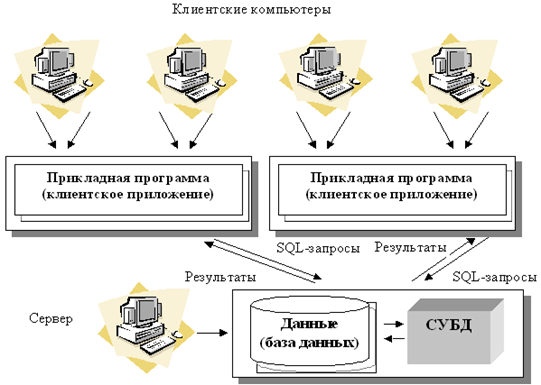 Клиентские компьютеры
Прикладная программа
(клиентское приложение)
Прикладная программа
(клиентское приложение)
SQL-запросы
Результаты
Результаты
SQL-запросы
Сервер
Данные
(база данных)
СУБД